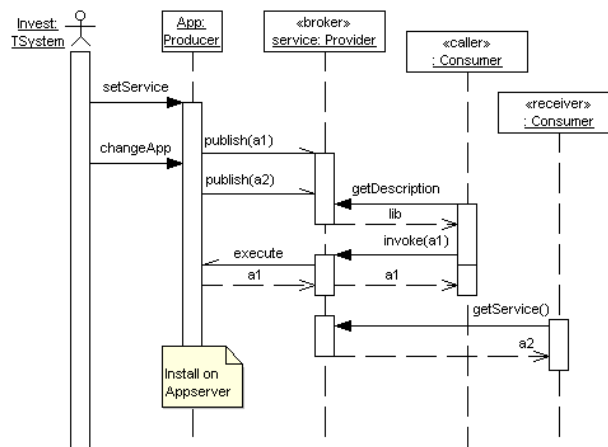 Invest:
TSystem
App:
Producer
«broker»
service: Provider
«caller»
: Consumer
«receiver»
: Consumer
setService
changeApp
publish(a1)
publish(a2)
getDescription
lib
invoke(a1)
execute
a1
a1
getService()
a2
Install on
Appserver